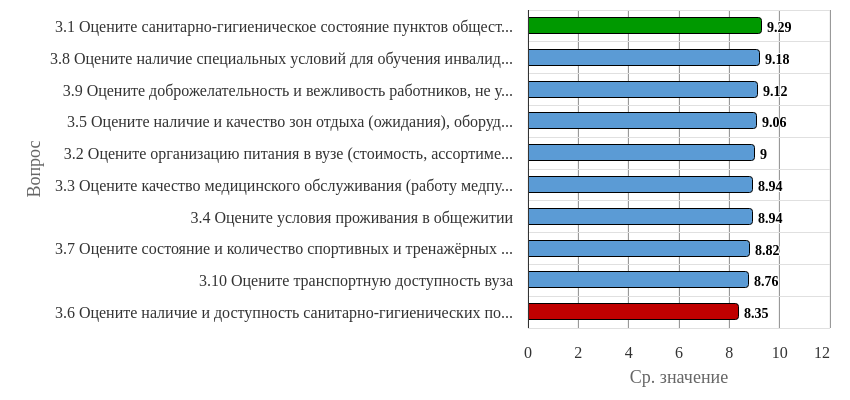 3.1 Оцените санитарно-гигиеническое состояние пунктов общест... 9.29
3.8 Оцените наличие специальных условий для обучения инвалид... 9.18
3.9 Оцените доброжелательность и вежливость работников, не у... 9.12
3.5 Оцените наличие и качество зон отдыха (ожидания), оборуд... 9.06
3.2 Оцените организацию питания в вузе (стоимость, ассортиме... 9
3.3 Оцените качество медицинского обслуживания (работу медпу... 8.94
3.4 Оцените условия проживания в общежитии 8.94
3.7 Оцените состояние и количество спортивных и тренажёрных ... 8.82
3.10 Оцените транспортную доступность вуза 8.76
3.6 Оцените наличие и доступность санитарно-гигиенических по... 8.35
Вопрос
0 2 4 6 8 10 12
Ср. значение